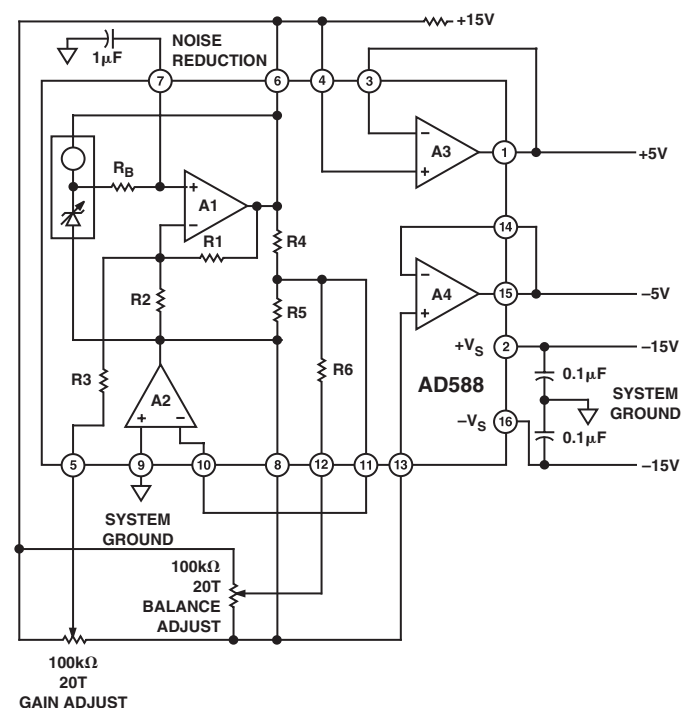 +15V
NOISE
REDUCTION
1μF
7
6
4
3
RB
A1
A3
1
+5V
R1
R4
14
R2
R5
A4
15
–5V
R3
R6
+VS
2
–15V
A2
AD588
0.1μF
SYSTEM
GROUND
–VS
16
0.1μF
–15V
5
9
10
8
12
11
13
SYSTEM
GROUND
100kΩ
20T
BALANCE
ADJUST
100kΩ
20T
GAIN ADJUST